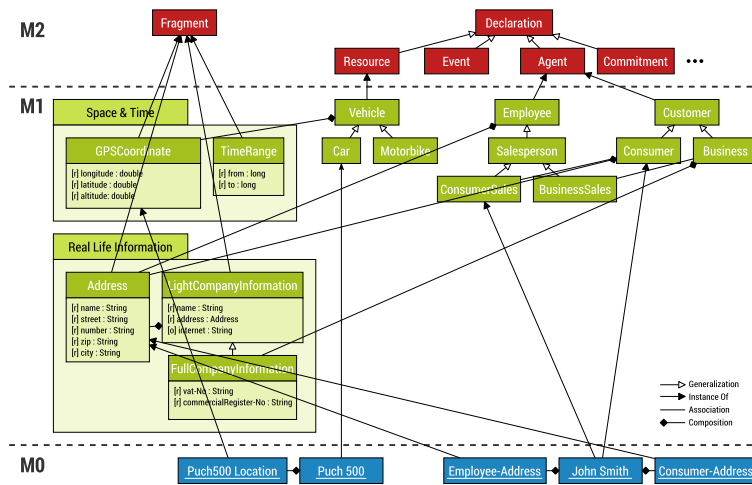 M2
Fragment
Declaration
Resource
Event
Agent
Commitment
...
M1
Space & Time
Vehicle
Employee
Customer
GPSCoordinate
TimeRange
Car
Motorbike
Salesperson
Consumer
Business
[r] longitude : double
[r] latitude : double
[r] altitude: double
[r] from : long
[r] to : long
ConsumerSales
BusinessSales
Real Life Information
Address
LightCompanyInformation
[r] name : String
[r] street : String
[r] number : String
[r] zip : String
[r] city : String
[r] name : String
[r] address : Address
[o] internet : String
FullCompanyInformation
[r] vat-No : String
[r] commercialRegister-No : String
Generalization
Instance Of
Association
Composition
M0
Puch500 Location
Puch 500
Employee-Address
John Smith
Consumer-Address